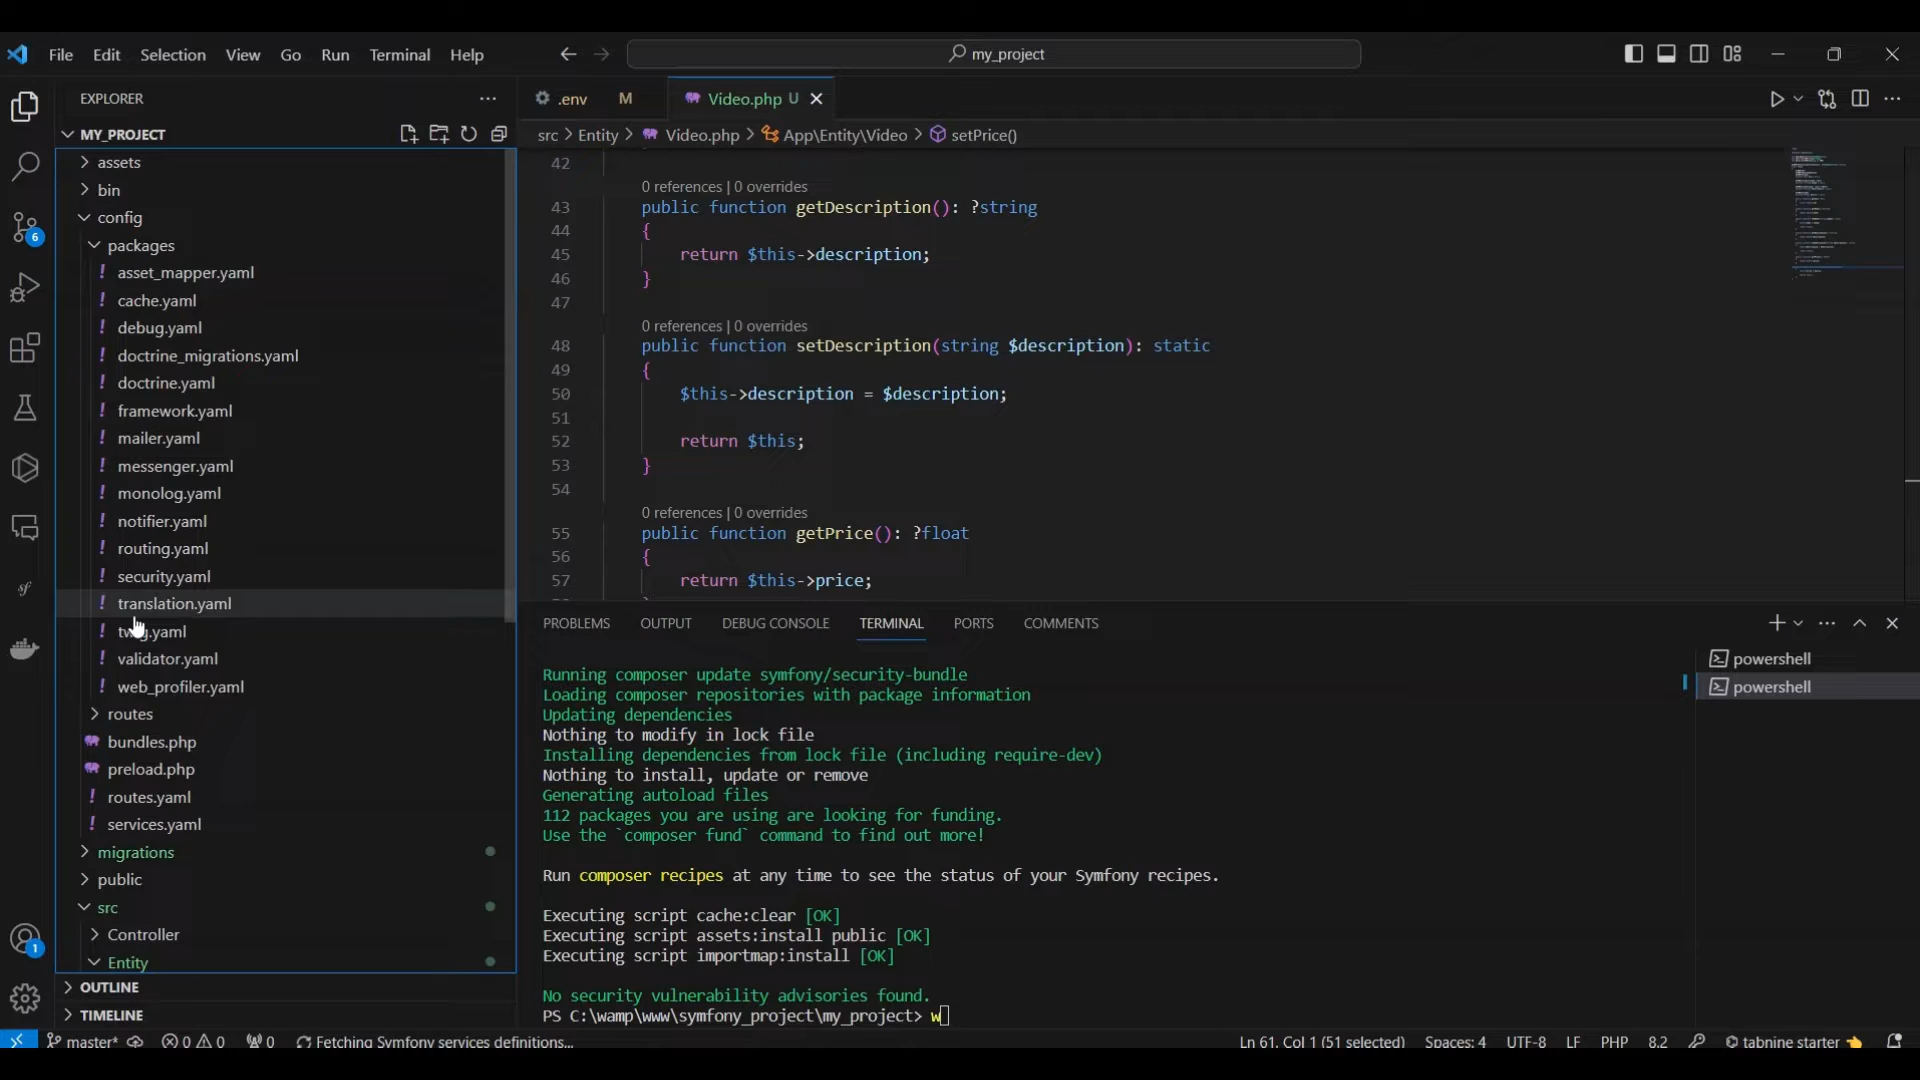 File Edit Selection View Go Run Terminal Help
my_project
EXPLORER
MY_PROJECT
assets
bin
config
packages
! asset_mapper.yaml
! cache.yaml
! debug.yaml
! doctrine_migrations.yaml
! doctrine.yaml
! framework.yaml
! mailer.yaml
! messenger.yaml
! monolog.yaml
! notifier.yaml
! routing.yaml
! security.yaml
! translation.yaml
! twig.yaml
! validator.yaml
! web_profiler.yaml
routes
bundles.php
preload.php
! routes.yaml
! services.yaml
migrations
public
src
Controller
Entity
OUTLINE
TIMELINE
6
sf
1
.env M
Video.php U
src > Entity > Video.php > App\Entity\Video > setPrice()
42
0 references | 0 overrides
43 public function getDescription(): ?string
44 {
45 return $this->description;
46 }
47
0 references | 0 overrides
48 public function setDescription(string $description): static
49 {
50 $this->description = $description;
51
52 return $this;
53 }
54
0 references | 0 overrides
55 public function getPrice(): ?float
56 {
57 return $this->price;
PROBLEMS OUTPUT DEBUG CONSOLE TERMINAL PORTS COMMENTS
powershell
powershell
Running composer update symfony/security-bundle
Loading composer repositories with package information
Updating dependencies
Nothing to modify in lock file
Installing dependencies from lock file (including require-dev)
Nothing to install, update or remove
Generating autoload files
112 packages you are using are looking for funding.
Use the `composer fund` command to find out more!
Run composer recipes at any time to see the status of your Symfony recipes.
Executing script cache:clear [OK]
Executing script assets:install public [OK]
Executing script importmap:install [OK]
No security vulnerability advisories found.
PS C:\wamp\www\symfony_project\my_project> w
master* 0 0 0 Fetching Symfony services definitions... Ln 61, Col 1 (51 selected) Spaces: 4 UTF-8 LF PHP 8.2 tabnine starter